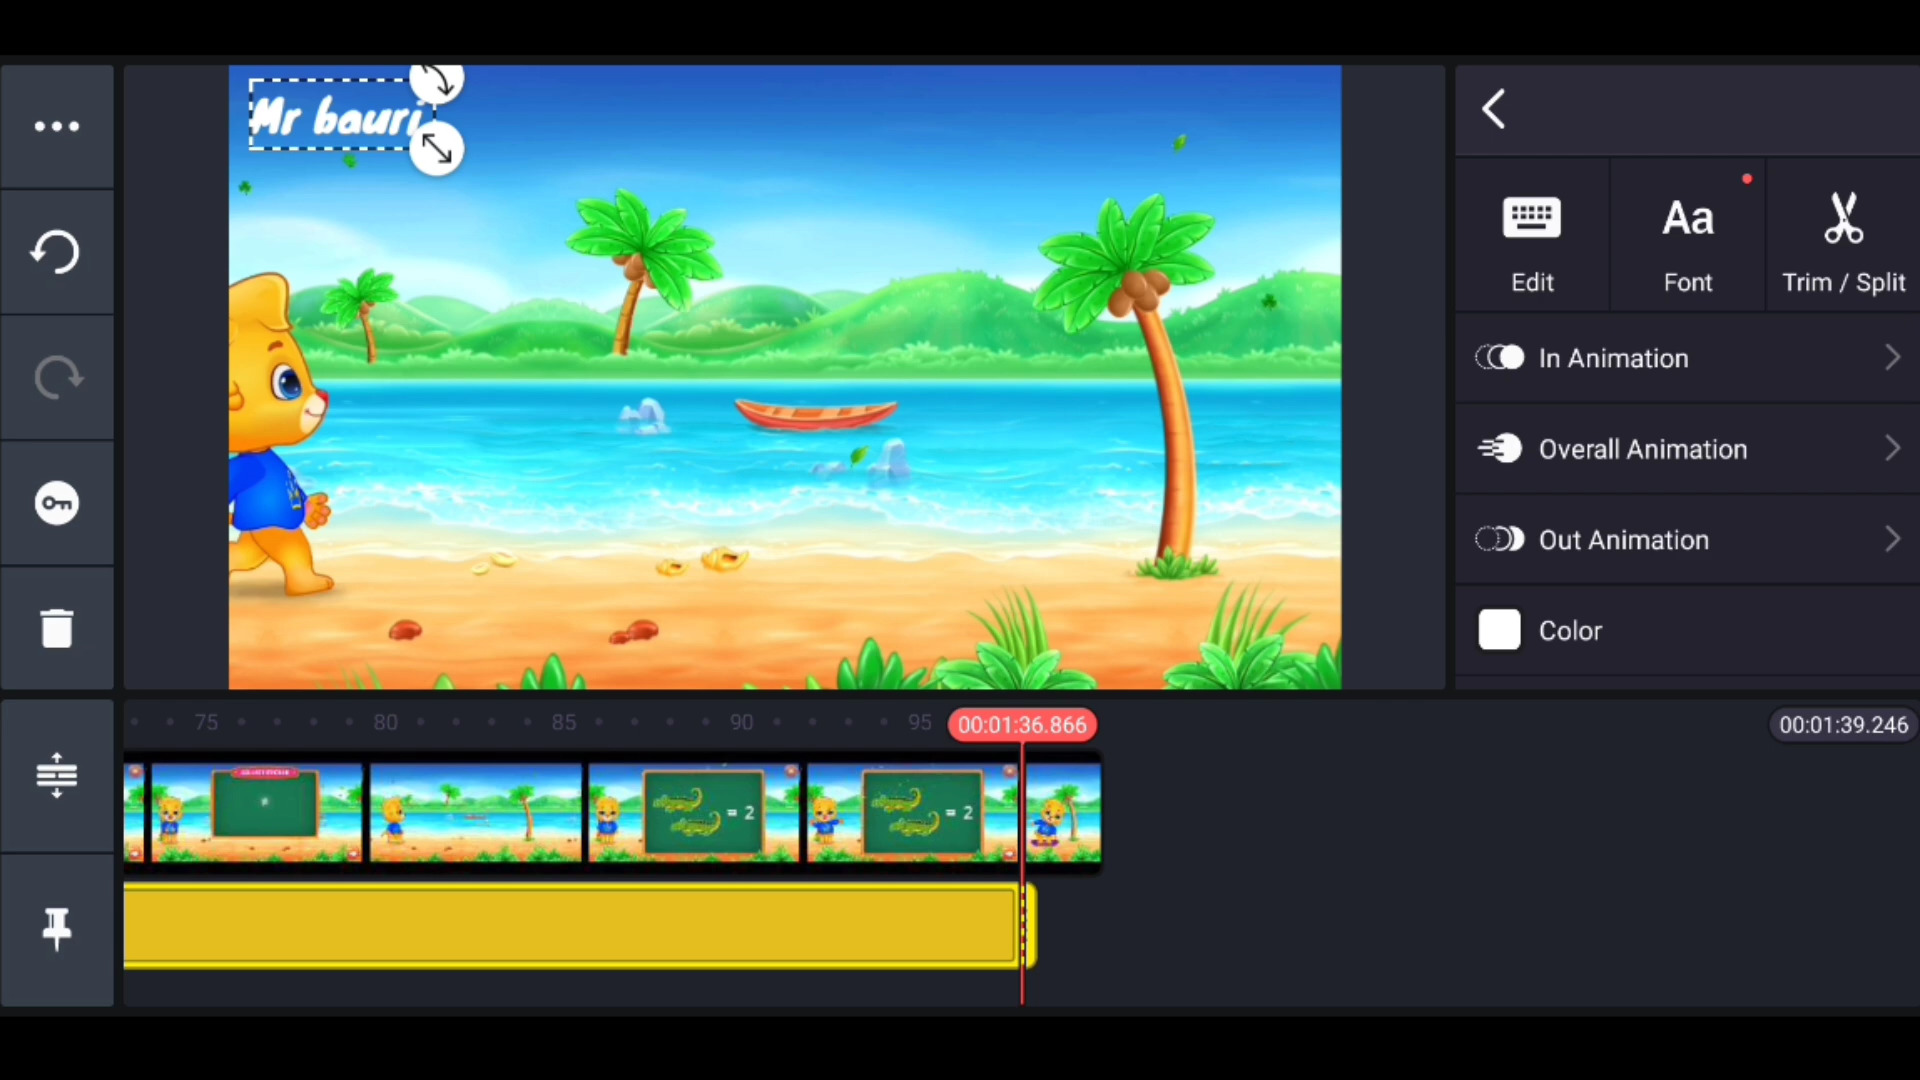 Mr bauri
Edit
Font
Aa
Trim / Split
In Animation
Overall Animation
Out Animation
Color
75
80
85
90
95
00:01:36.866
00:01:39.246
= 2
= 2